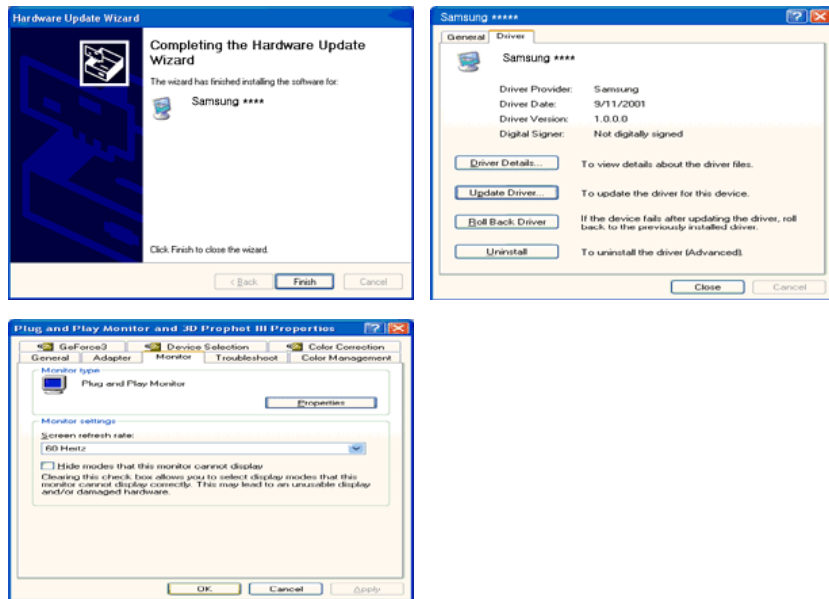 Hardware Update Wizard
Completing the Hardware Update
Wizard
The wizard has finished installing the software for:
Samsung ****
Click Finish to close the wizard.
< Back
Finish
Cancel
Samsung *****
General
Driver
Samsung ****
Driver Provider: Samsung
Driver Date: 9/11/2001
Driver Version: 1.0.0.0
Digital Signer: Not digitally signed
Driver Details...
To view details about the driver files.
Update Driver...
To update the driver for this device.
Roll Back Driver
If the device fails after updating the driver, roll
back to the previously installed driver.
Uninstall
To uninstall the driver (Advanced).
Close
Cancel
Plug and Play Monitor and 3D Prophet III Properties
GeForce3
Device Selection
Color Correction
General
Adapter
Monitor
Troubleshoot
Color Management
Monitor type
Plug and Play Monitor
Properties
Monitor settings
Screen refresh rate:
60 Hertz
Hide modes that this monitor cannot display
Clearing this check box allows you to select display modes that this
monitor cannot display correctly. This may lead to an unusable display
and/or damaged hardware.
OK
Cancel
Apply